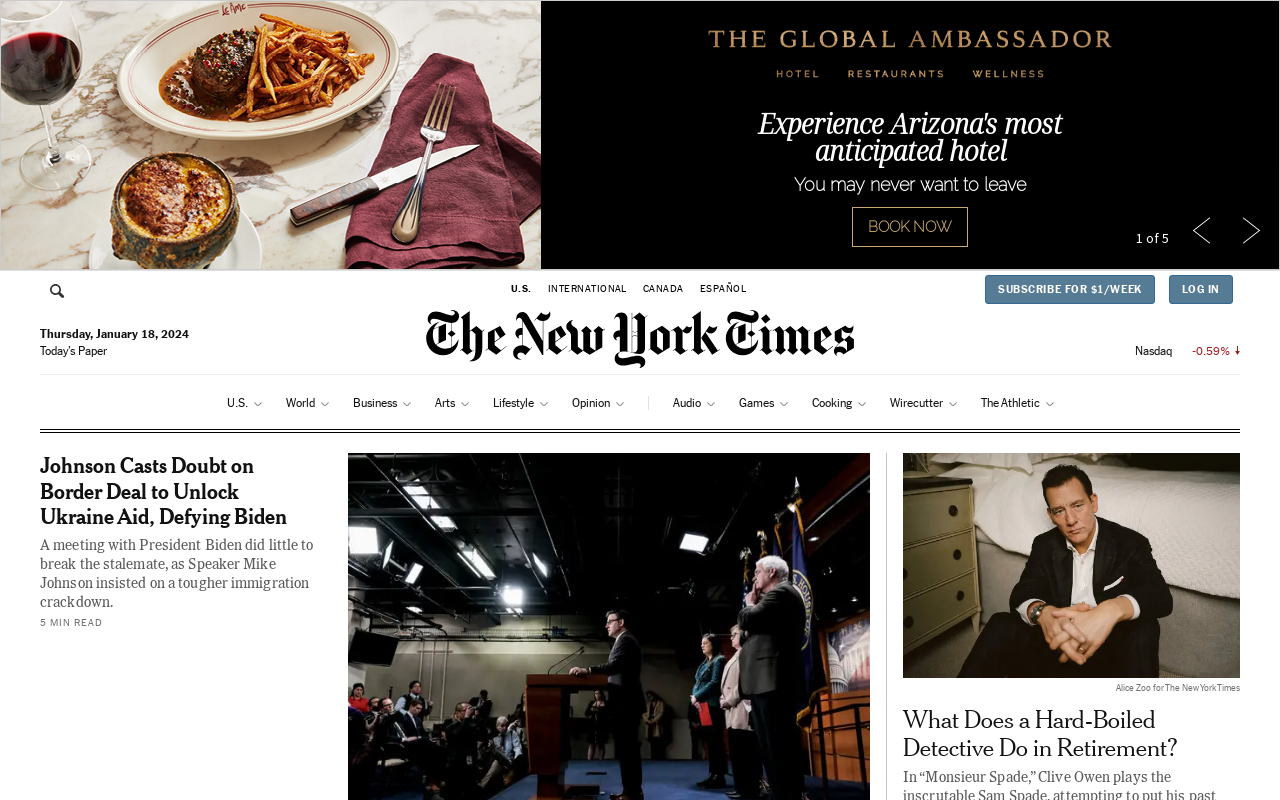 Le Âme
THE GLOBAL AMBASSADOR
HOTEL RESTAURANTS WELLNESS
Experience Arizona's most
anticipated hotel
You may never want to leave
BOOK NOW
1 of 5
U.S. INTERNATIONAL CANADA ESPAÑOL
SUBSCRIBE FOR $1/WEEK LOG IN
Thursday, January 18, 2024
Today's Paper
The New York Times
Nasdaq -0.59%
U.S. World Business Arts Lifestyle Opinion Audio Games Cooking Wirecutter The Athletic
Johnson Casts Doubt on
Border Deal to Unlock
Ukraine Aid, Defying Biden
A meeting with President Biden did little to
break the stalemate, as Speaker Mike
Johnson insisted on a tougher immigration
crackdown.
5 MIN READ
Alice Zoo for The New York Times
What Does a Hard-Boiled
Detective Do in Retirement?
In “Monsieur Spade,” Clive Owen plays the
inscrutable Sam Spade, attempting to put his past